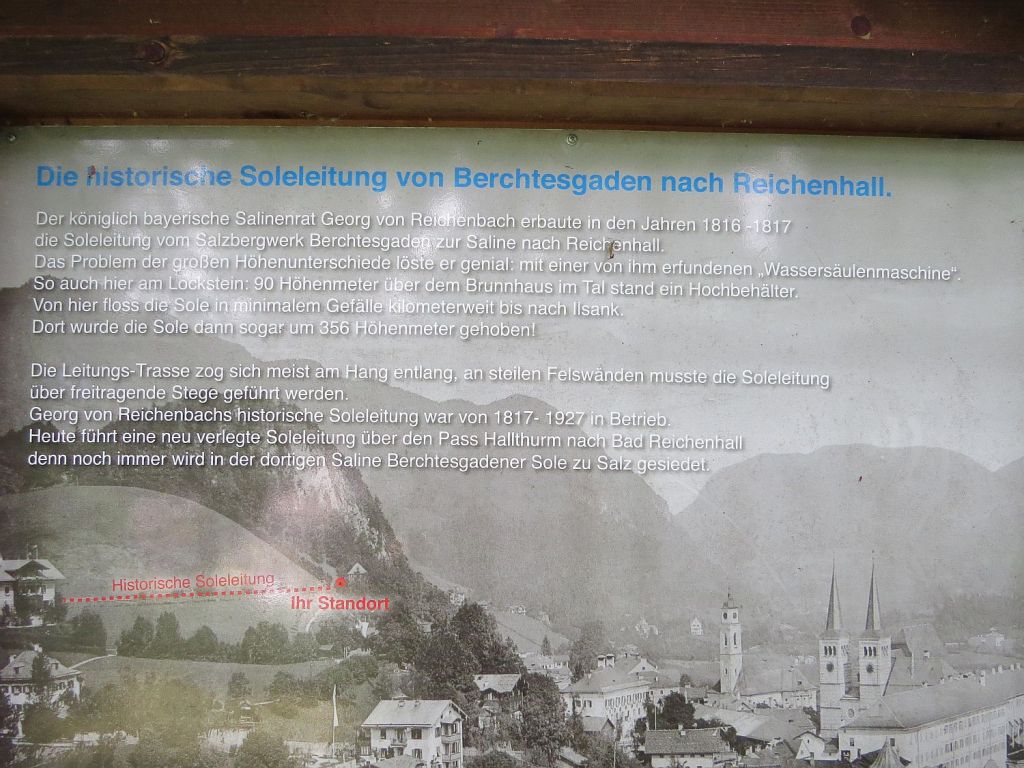 Die historische Soleleitung von Berchtesgaden nach Reichenhall.
Der königlich bayerische Salinenrat Georg von Reichenbach erbaute in den Jahren 1816 -1817
die Soleleitung vom Salzbergwerk Berchtesgaden zur Saline nach Reichenhall.
Das Problem der großen Höhenunterschiede löste er genial: mit einer von ihm erfundenen „Wassersäulenmaschine“.
So auch hier am Lockstein: 90 Höhenmeter über dem Brunnhaus im Tal stand ein Hochbehälter.
Von hier floss die Sole in minimalem Gefälle kilometerweit bis nach Ilsank.
Dort wurde die Sole dann sogar um 356 Höhenmeter gehoben!
Die Leitungs-Trasse zog sich meist am Hang entlang, an steilen Felswänden musste die Soleleitung
über freitragende Stege geführt werden.
Georg von Reichenbachs historische Soleleitung war von 1817- 1927 in Betrieb.
Heute führt eine neu verlegte Soleleitung über den Pass Hallthurm nach Bad Reichenhall
denn noch immer wird in der dortigen Saline Berchtesgadener Sole zu Salz gesiedet.
Historische Soleleitung
Ihr Standort